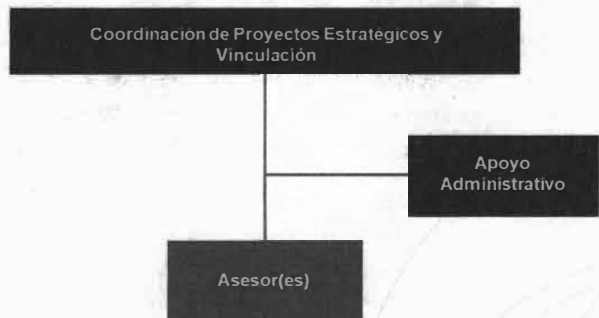 Coordinación de Proyectos Estratégicos y
Vinculación
Apoyo
Administrativo
Asesor(es)